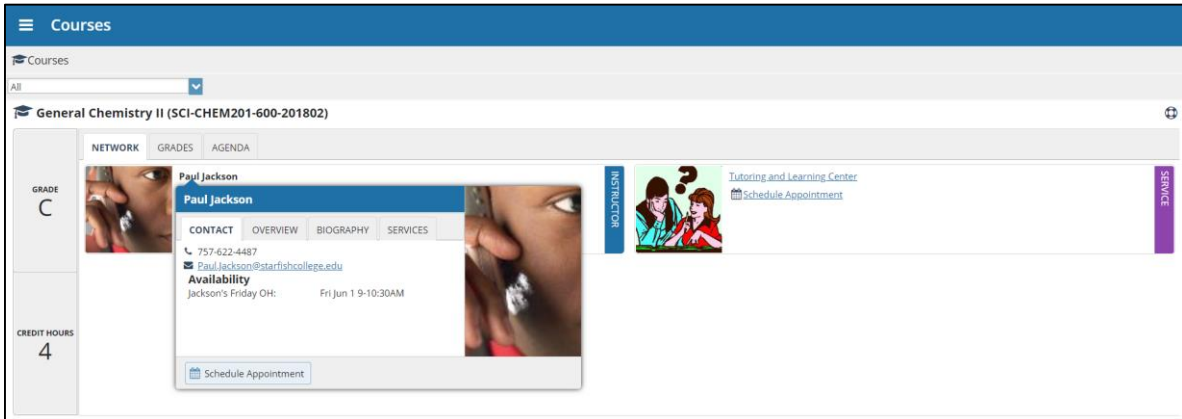 Courses
Courses
All
General Chemistry II (SCI-CHEM201-600-201802)
GRADE
C
CREDIT HOURS
4
NETWORK GRADES AGENDA
Paul Jackson
INSTRUCTOR
Paul Jackson
CONTACT OVERVIEW BIOGRAPHY SERVICES
757-622-4487
Paul.Jackson@starfishcollege.edu
Availability
Jackson's Friday OH: Fri Jun 1 9-10:30AM
Schedule Appointment
Tutoring and Learning Center
Schedule Appointment
SERVICE
?